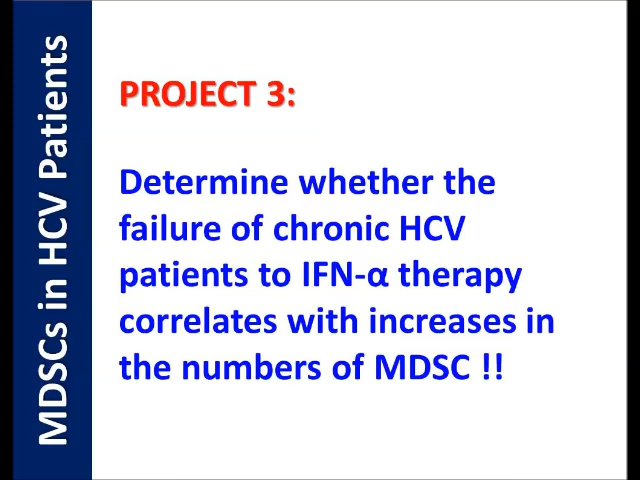 MDSCs in HCV Patients
PROJECT 3:
Determine whether the
failure of chronic HCV
patients to IFN-α therapy
correlates with increases in
the numbers of MDSC !!